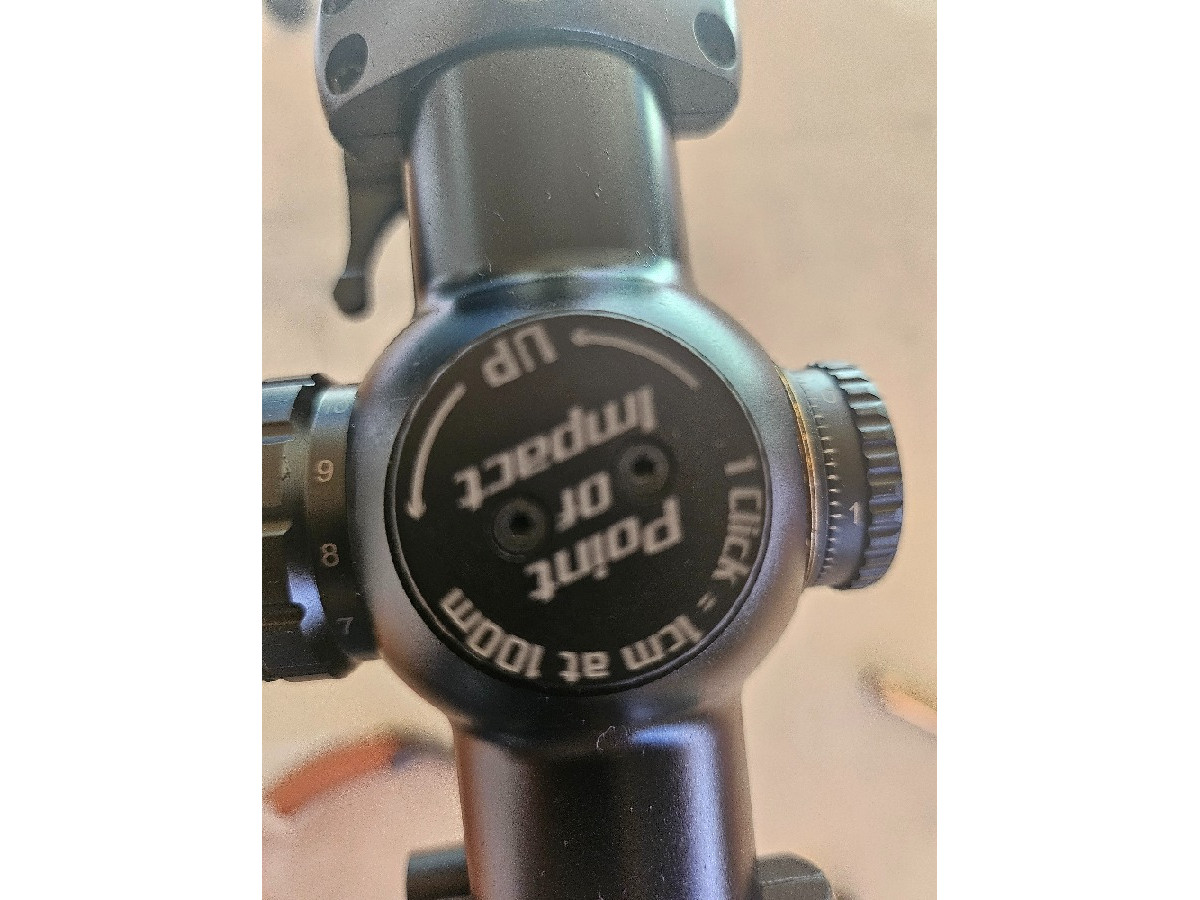 UP
Point
of
Impact
1 Click = 1cm at 100m
9
8
7
1